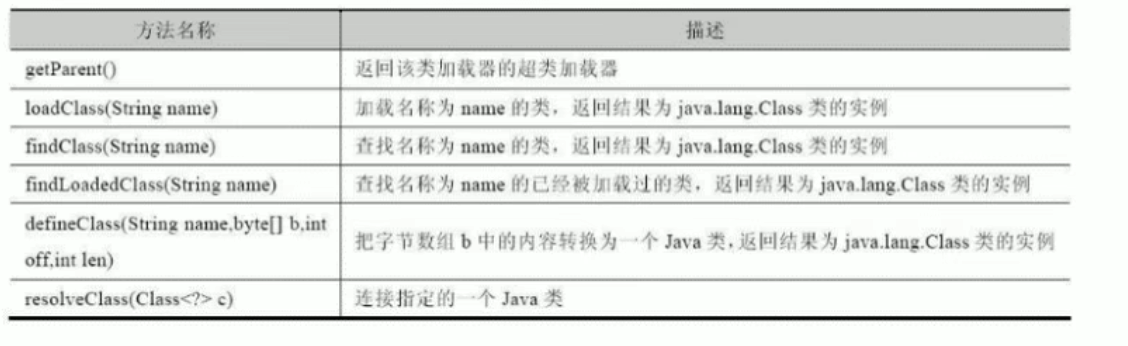 方法名称 描述
getParent() 返回该类加载器的超类加载器
loadClass(String name) 加载名称为 name 的类，返回结果为 java.lang.Class 类的实例
findClass(String name) 查找名称为 name 的类，返回结果为 java.lang.Class 类的实例
findLoadedClass(String name) 查找名称为 name 的已经被加载过的类，返回结果为 java.lang.Class 类的实例
defineClass(String name,byte[] b,int
off,int len)
把字节数组 b 中的内容转换为一个 Java 类，返回结果为 java.lang.Class 类的实例
resolveClass(Class<?> c) 连接指定的一个 Java 类